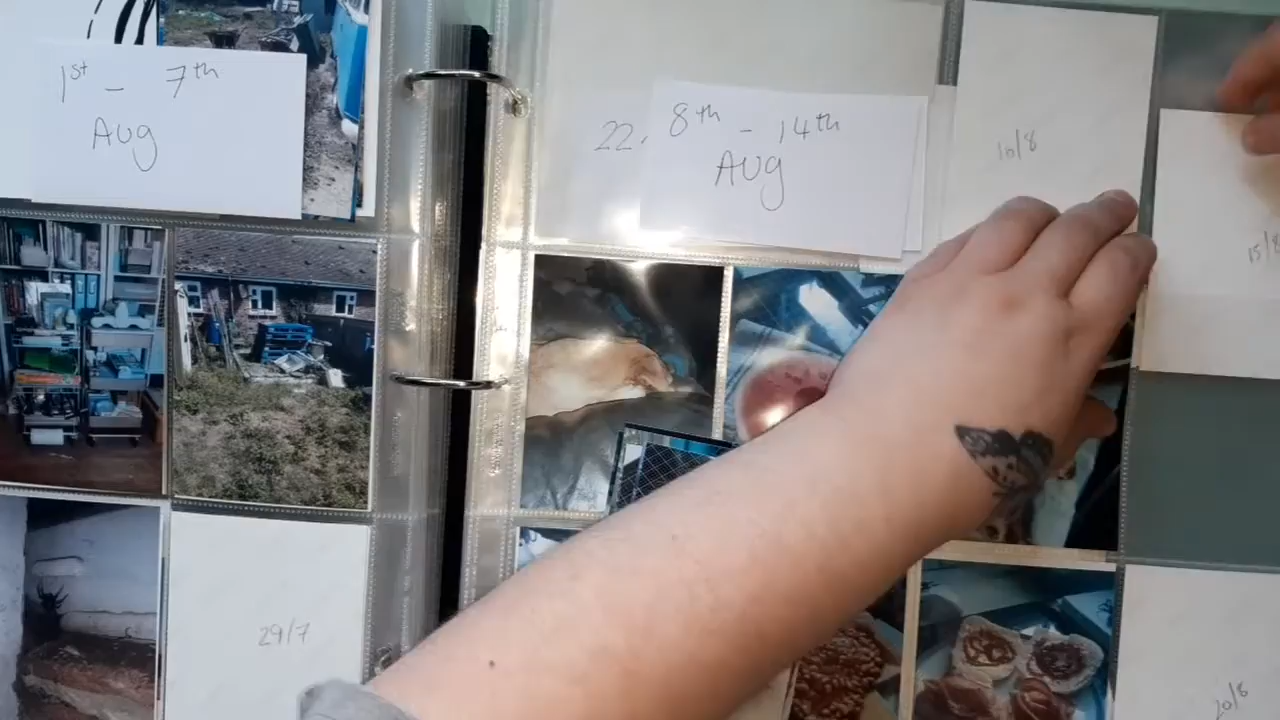 1st - 7th
Aug
22. 8th - 14th
Aug
10/8
15/8
29/7
20/8